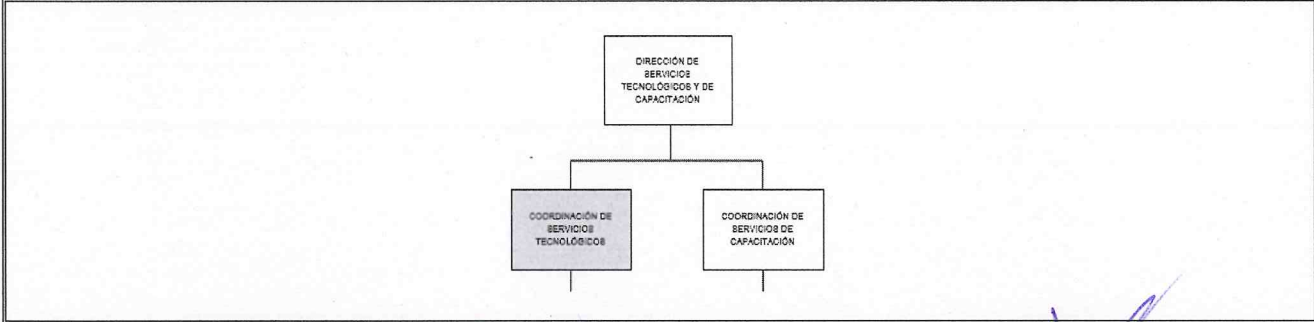 DIRECCIÓN DE
SERVICIOS
TECNOLÓGICOS Y DE
CAPACITACIÓN
COORDINACIÓN DE
SERVICIOS
TECNOLÓGICOS
COORDINACIÓN DE
SERVICIOS DE
CAPACITACIÓN